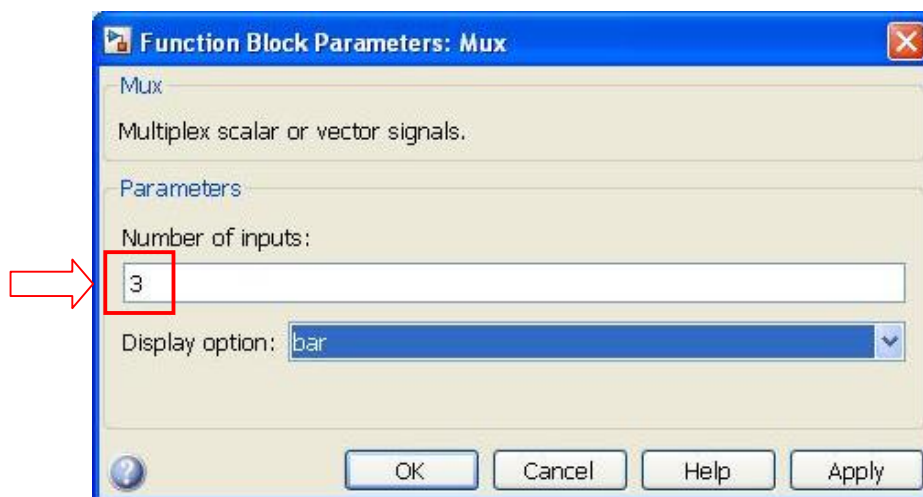 Function Block Parameters: Mux
Mux
Multiplex scalar or vector signals.
Parameters
Number of inputs:
3
Display option: bar
OK Cancel Help Apply